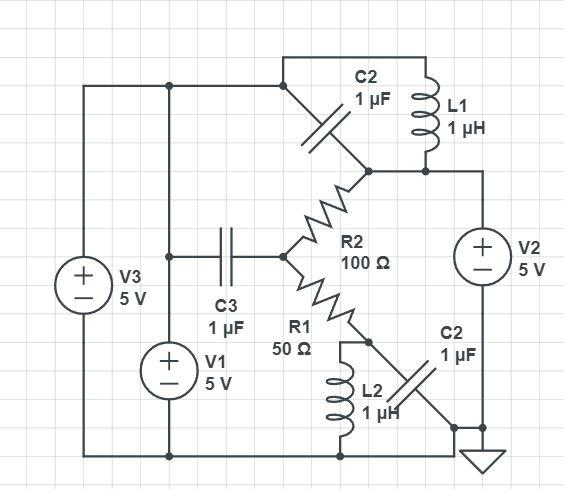 C2
1 µF
L1
1 µH
R2
100 Ω
V2
5 V
V3
5 V
C3
1 µF
R1
50 Ω
C2
1 µF
V1
5 V
L2
1 µH